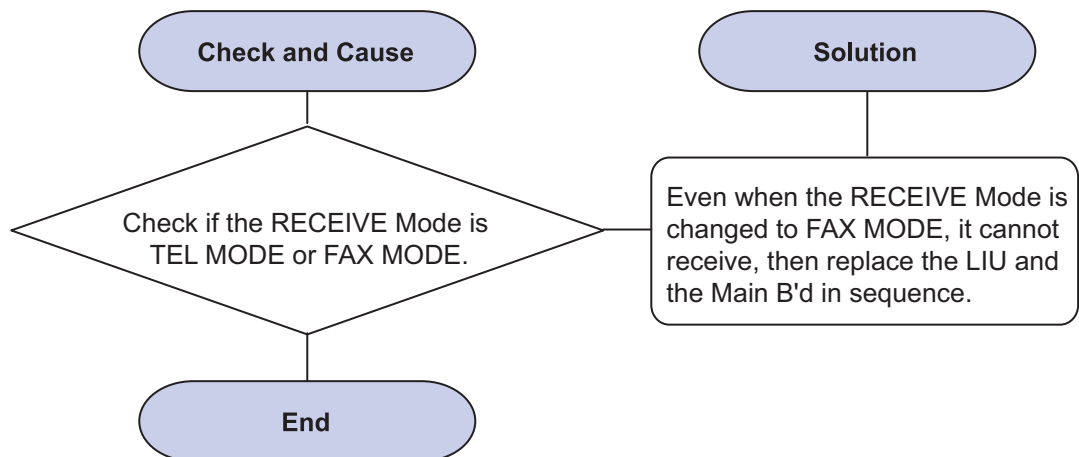 Check and Cause
Solution
Check if the RECEIVE Mode is
TEL MODE or FAX MODE.
Even when the RECEIVE Mode is
changed to FAX MODE, it cannot
receive, then replace the LIU and
the Main B'd in sequence.
End